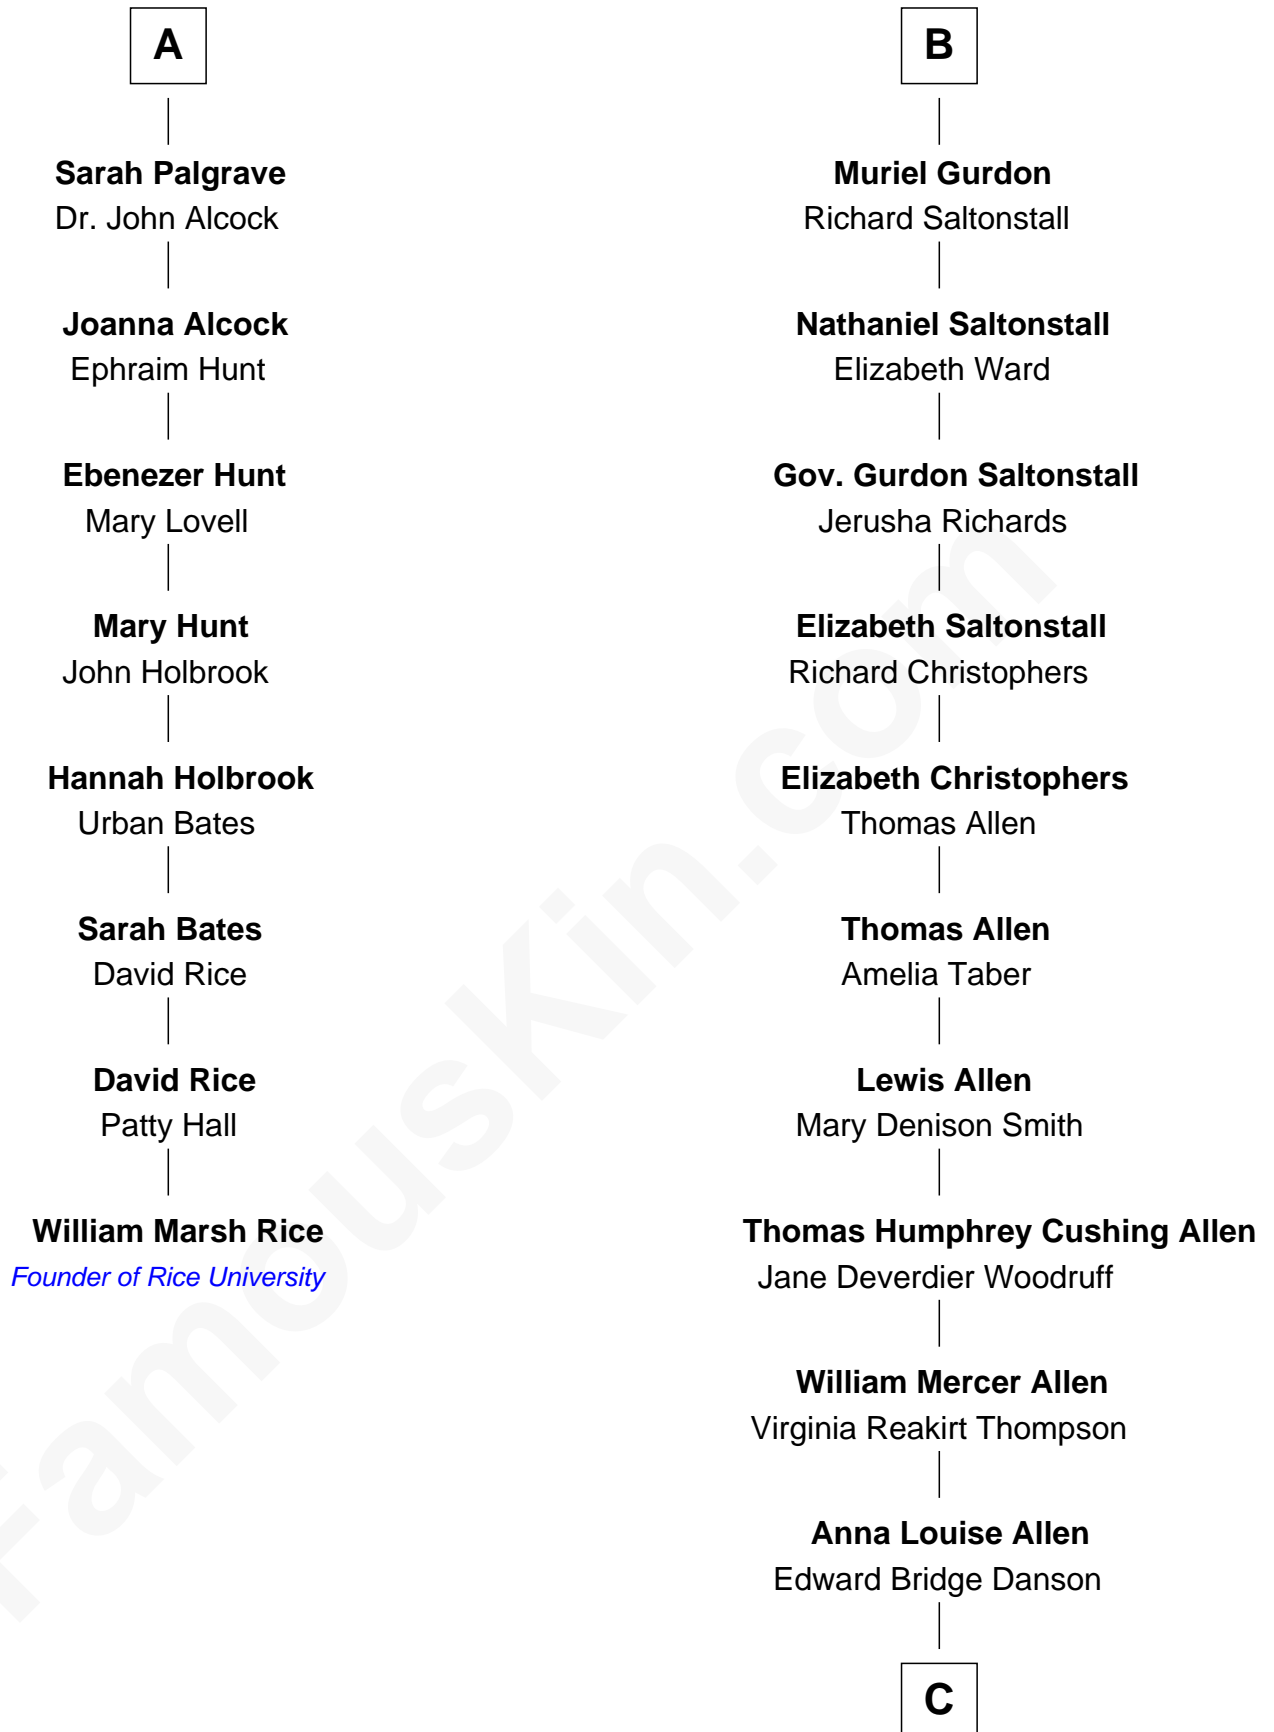 A
Sarah Palgrave
Dr. John Alcock
Joanna Alcock
Ephraim Hunt
Ebenezer Hunt
Mary Lovell
Mary Hunt
John Holbrook
Hannah Holbrook
Urban Bates
Sarah Bates
David Rice
David Rice
Patty Hall
William Marsh Rice
Founder of Rice University
B
Muriel Gurdon
Richard Saltonstall
Nathaniel Saltonstall
Elizabeth Ward
Gov. Gurdon Saltonstall
Jerusha Richards
Elizabeth Saltonstall
Richard Christophers
Elizabeth Christophers
Thomas Allen
Thomas Allen
Amelia Taber
Lewis Allen
Mary Denison Smith
Thomas Humphrey Cushing Allen
Jane Deverdier Woodruff
William Mercer Allen
Virginia Reakirt Thompson
Anna Louise Allen
Edward Bridge Danson
C
FamousKin.com